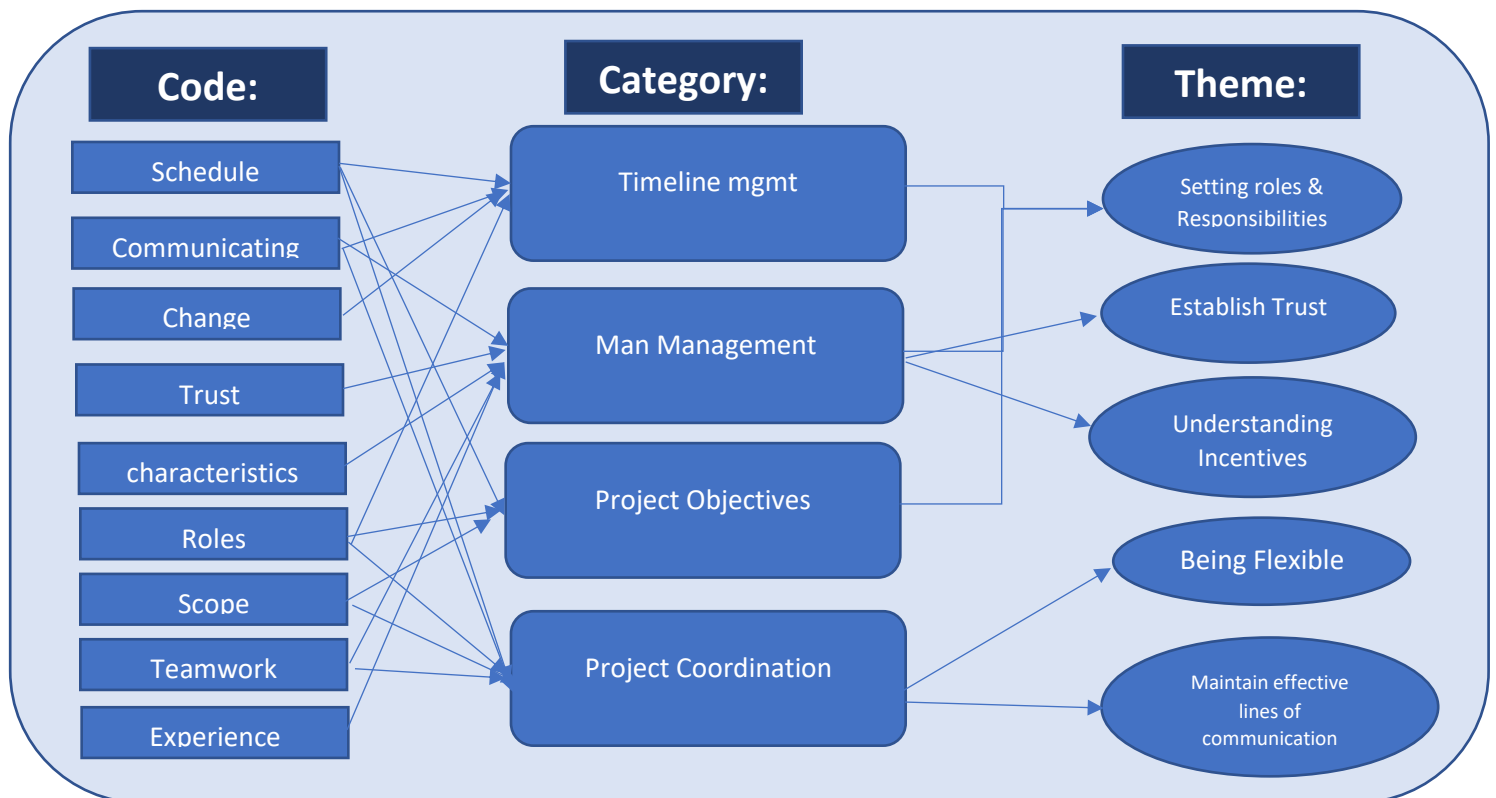 Code:
Category:
Theme:
Schedule
Communicating
Change
Trust
characteristics
Roles
Scope
Teamwork
Experience
Timeline mgmt
Man Management
Project Objectives
Project Coordination
Setting roles &
Responsibilities
Establish Trust
Understanding
Incentives
Being Flexible
Maintain effective
lines of
communication